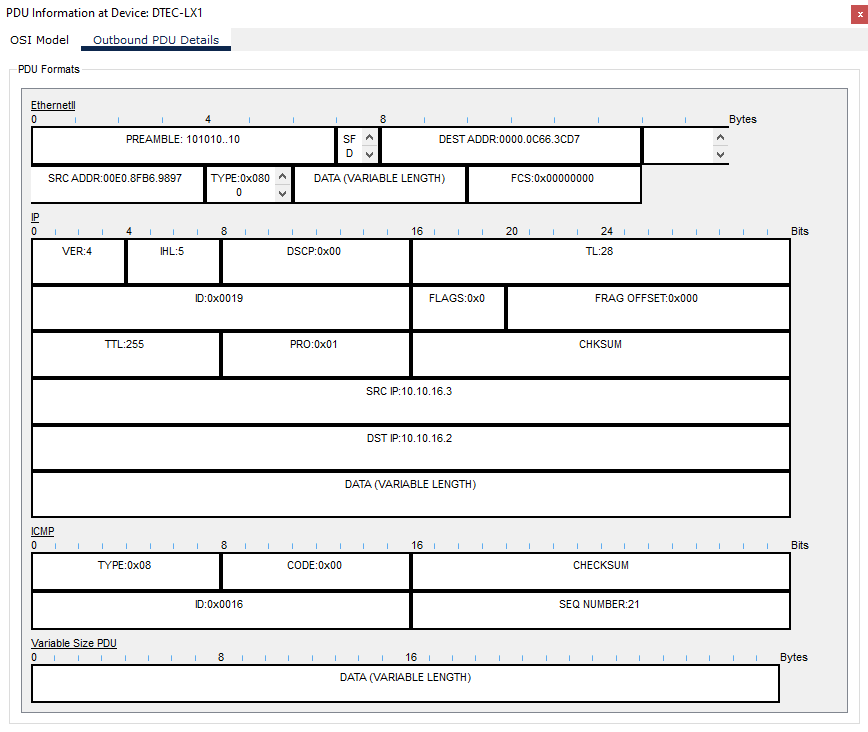 PDU Information at Device: DTEC-LX1
x
OSI Model Outbound PDU Details
PDU Formats
EthernetII
0 4 8 Bytes
PREAMBLE: 101010..10 SF D DEST ADDR:0000.0C66.3CD7
SRC ADDR:00E0.8FB6.9897 TYPE:0x080 0 DATA (VARIABLE LENGTH) FCS:0x00000000
IP
0 4 8 16 20 24 Bits
VER:4 IHL:5 DSCP:0x00 TL:28
ID:0x0019 FLAGS:0x0 FRAG OFFSET:0x000
TTL:255 PRO:0x01 CHKSUM
SRC IP:10.10.16.3
DST IP:10.10.16.2
DATA (VARIABLE LENGTH)
ICMP
0 8 16 Bits
TYPE:0x08 CODE:0x00 CHECKSUM
ID:0x0016 SEQ NUMBER:21
Variable Size PDU
0 8 16 Bytes
DATA (VARIABLE LENGTH)